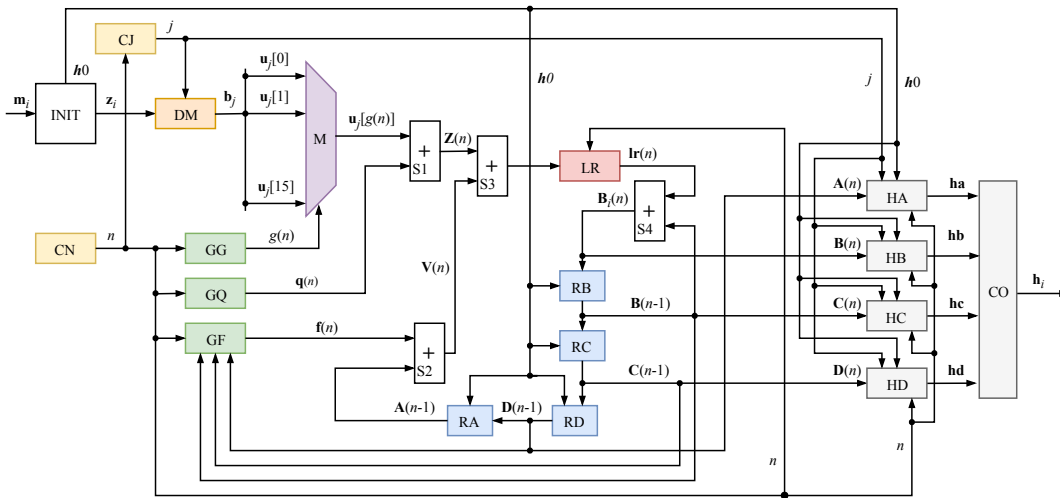 CJ
j
h0
m_i
INIT
z_i
DM
b_j
u_j[0]
u_j[1]
u_j[15]
M
u_j[g(n)]
+
S1
Z(n)
+
S3
h0
LR
lr(n)
B_i(n)
+
S4
CN
n
GG
g(n)
GQ
q(n)
GF
f(n)
V(n)
+
S2
RB
B(n-1)
RC
C(n-1)
A(n-1)
RA
D(n-1)
RD
n
j
h0
A(n)
HA
ha
B(n)
HB
hb
C(n)
HC
hc
D(n)
HD
hd
CO
h_i
n